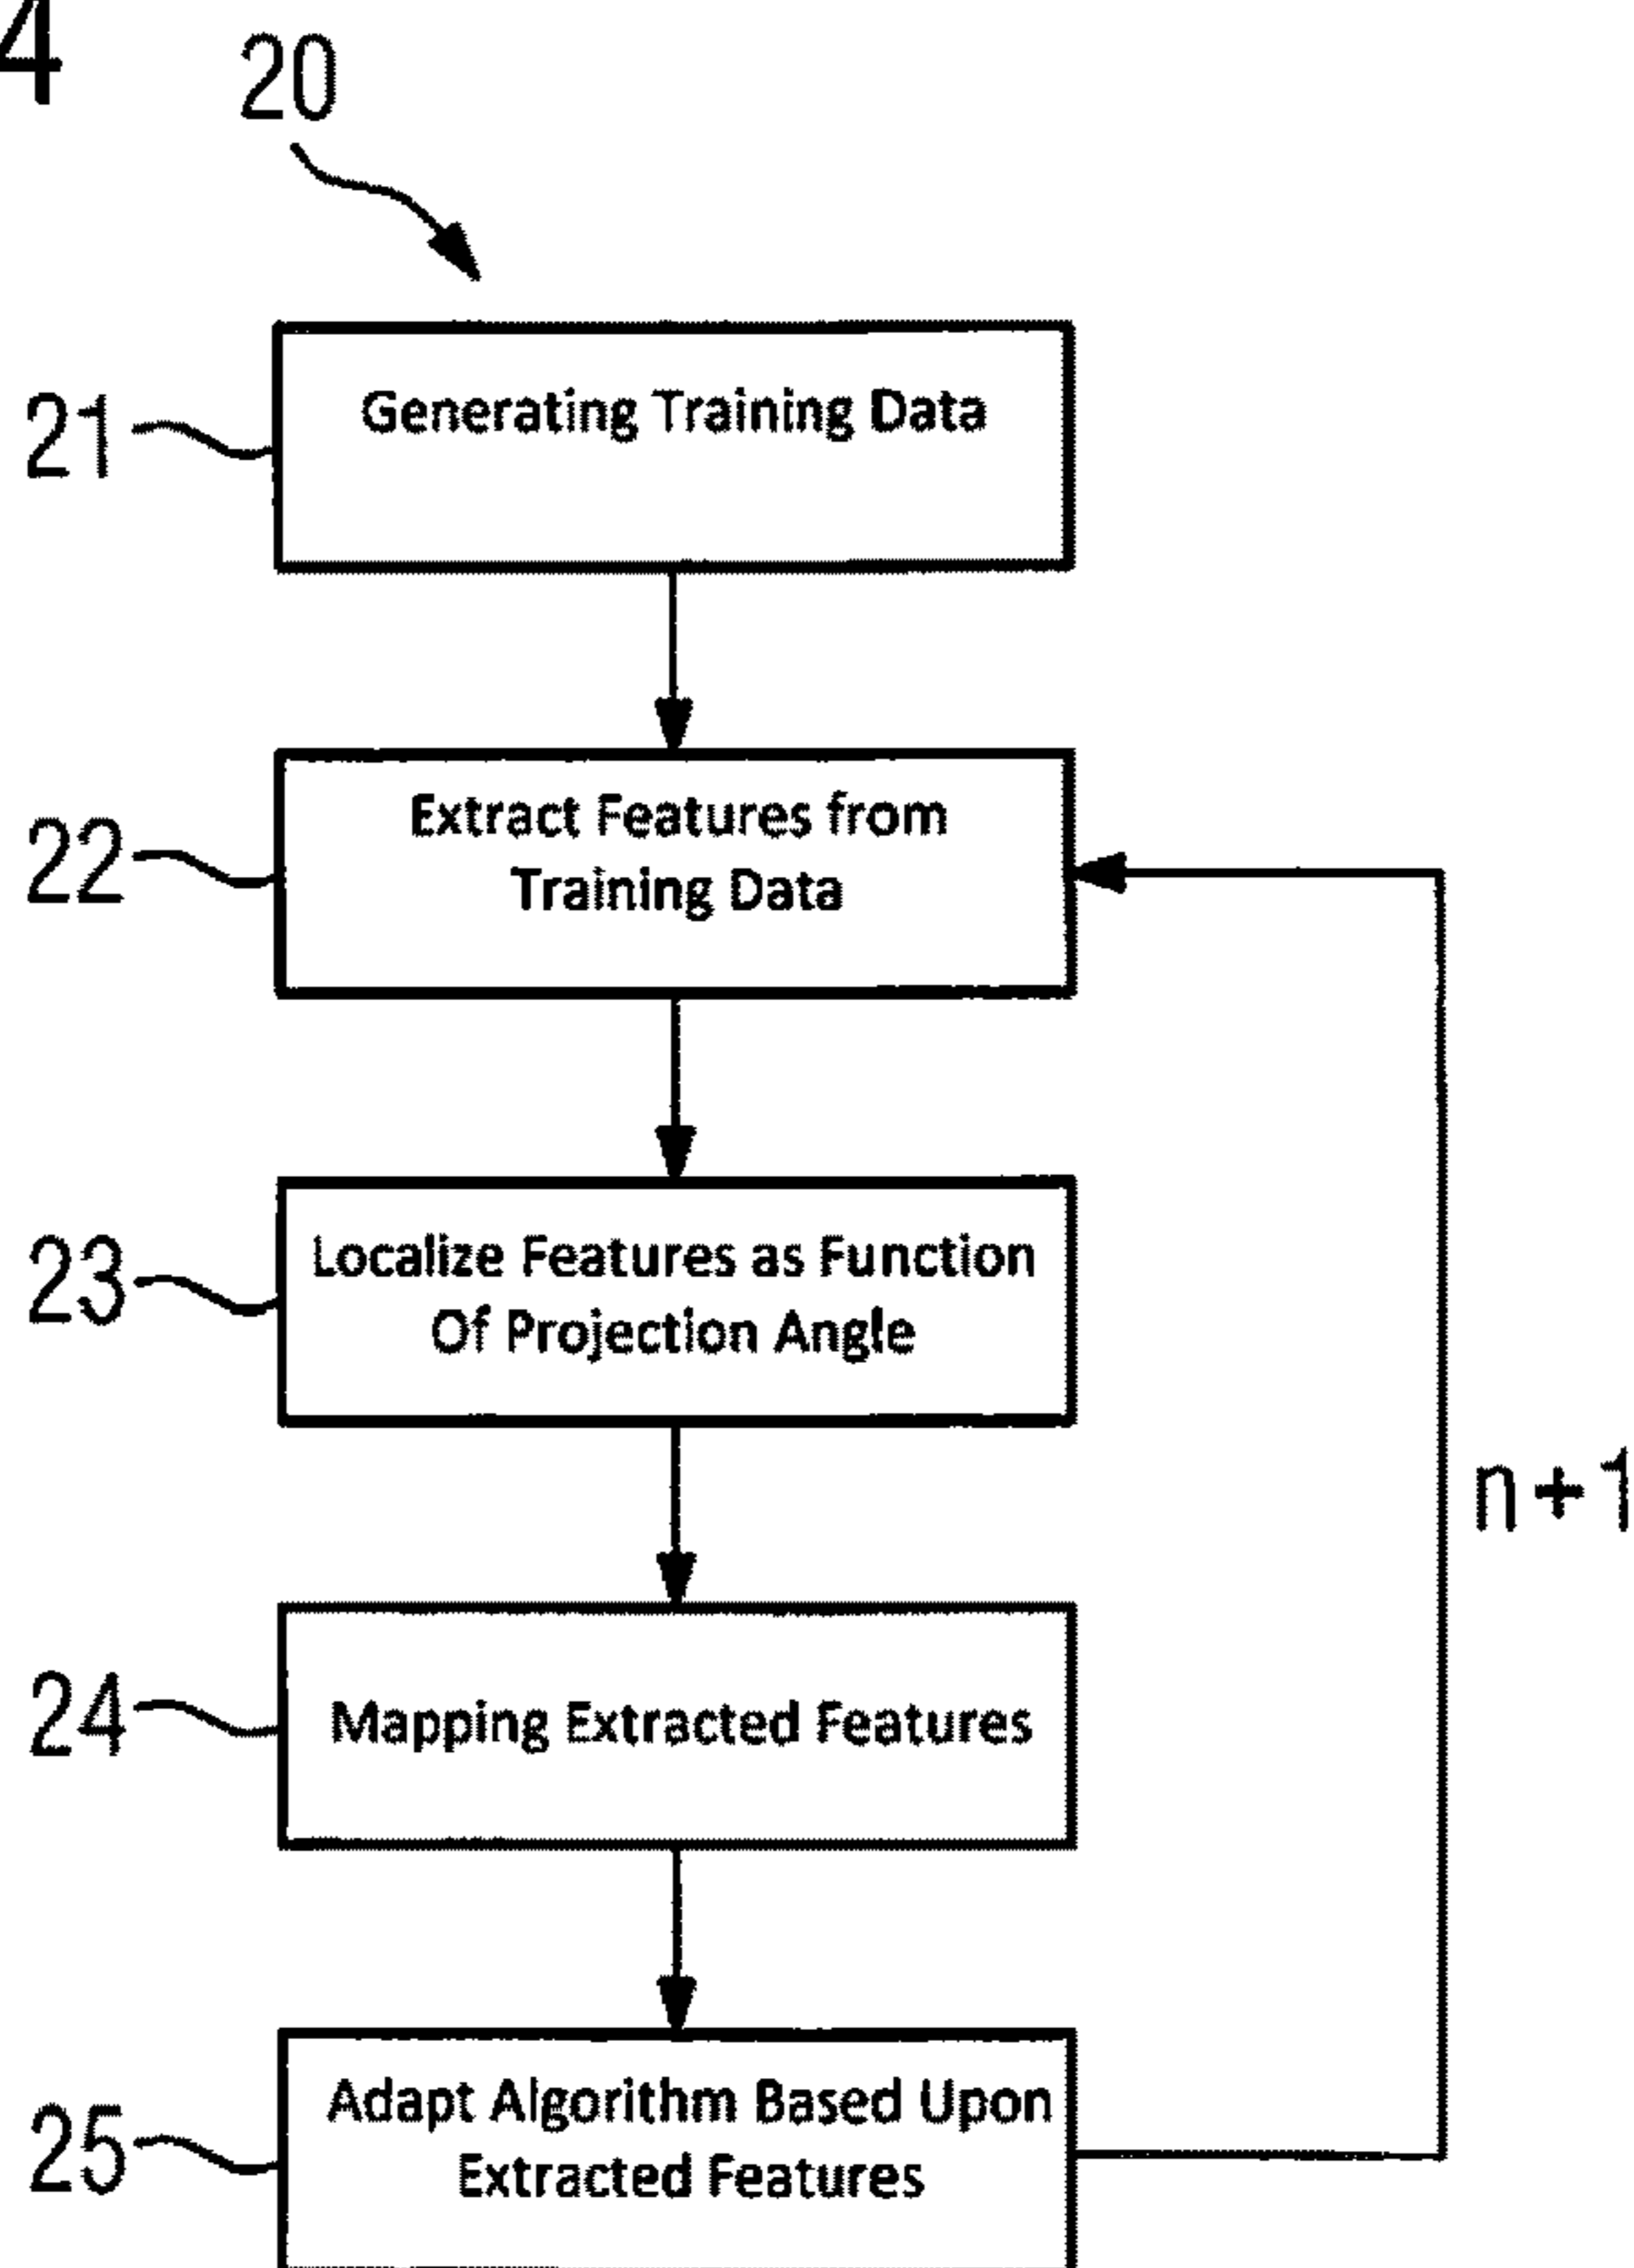 4
20
21
Generating Training Data
22
Extract Features from
Training Data
23
Localize Features as Function
Of Projection Angle
n+1
24
Mapping Extracted Features
25
Adapt Algorithm Based Upon
Extracted Features